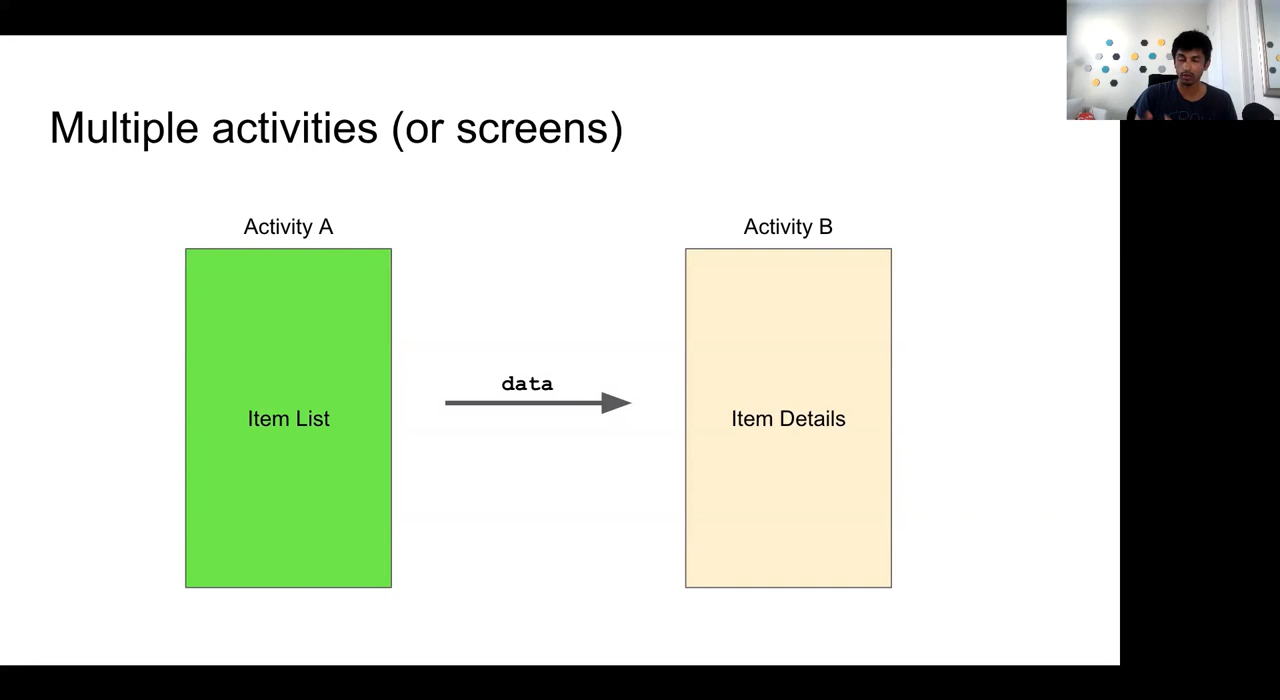 Multiple activities (or screens)
Activity A
Activity B
data
Item List
Item Details